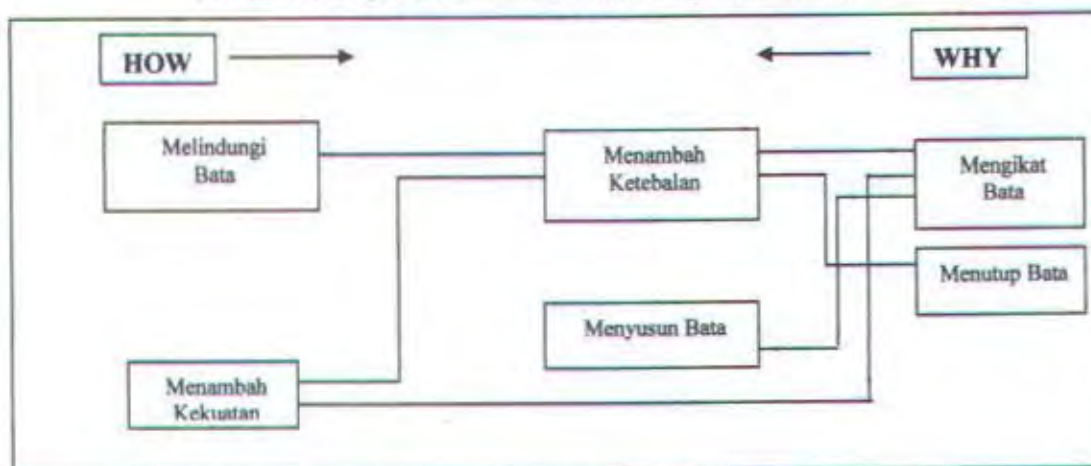 HOW
WHY
Melindungi
Bata
Menambah
Ketebalan
Mengikat
Bata
Menutup Bata
Menyusun Bata
Menambah
Kekuatan